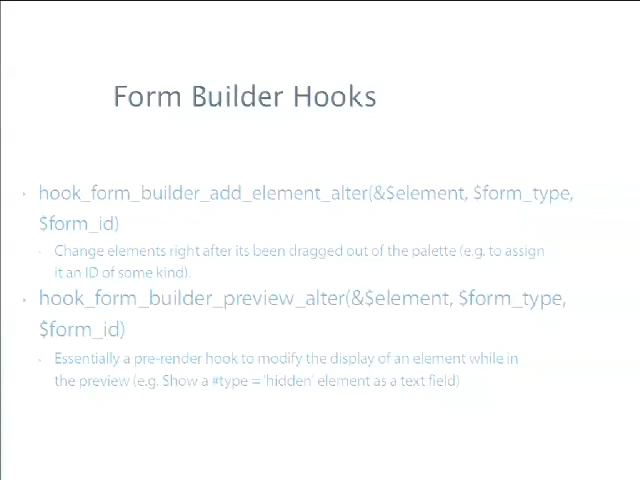 Form Builder Hooks
hook_form_builder_add_element_alter(&$element, $form_type,
$form_id)
Change elements right after its been dragged out of the palette (e.g. to assign
it an ID of some kind).
hook_form_builder_preview_alter(&$element, $form_type,
$form_id)
Essentially a pre-render hook to modify the display of an element while in
the preview (e.g. Show a #type = 'hidden' element as a text field)